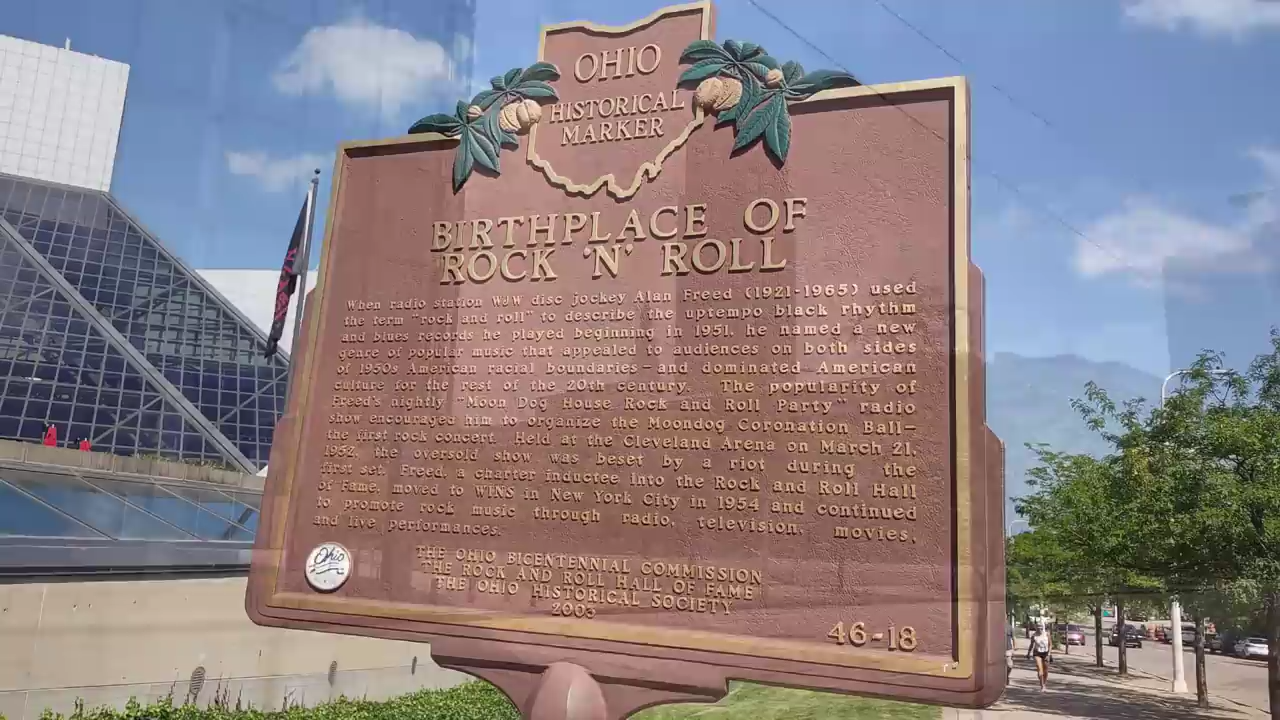 OHIO
HISTORICAL
MARKER
BIRTHPLACE OF
ROCK 'N' ROLL
When radio station WJW disc jockey Alan Freed (1921-1965) used
the term "rock and roll" to describe the uptempo black rhythm
and blues records he played beginning in 1951, he named a new
genre of popular music that appealed to audiences on both sides
of 1950s American racial boundaries—and dominated American
culture for the rest of the 20th century. The popularity of
Freed's nightly "Moon Dog House Rock and Roll Party" radio
show encouraged him to organize the Moondog Coronation Ball—
the first rock concert. Held at the Cleveland Arena on March 21,
1952, the oversold show was beset by a riot during the
first set. Freed, a charter inductee into the Rock and Roll Hall
of Fame, moved to WINS in New York City in 1954 and continued
to promote rock music through radio, television, movies,
and live performances.
THE OHIO BICENTENNIAL COMMISSION
THE ROCK AND ROLL HALL OF FAME
THE OHIO HISTORICAL SOCIETY
2003
Ohio
46-18